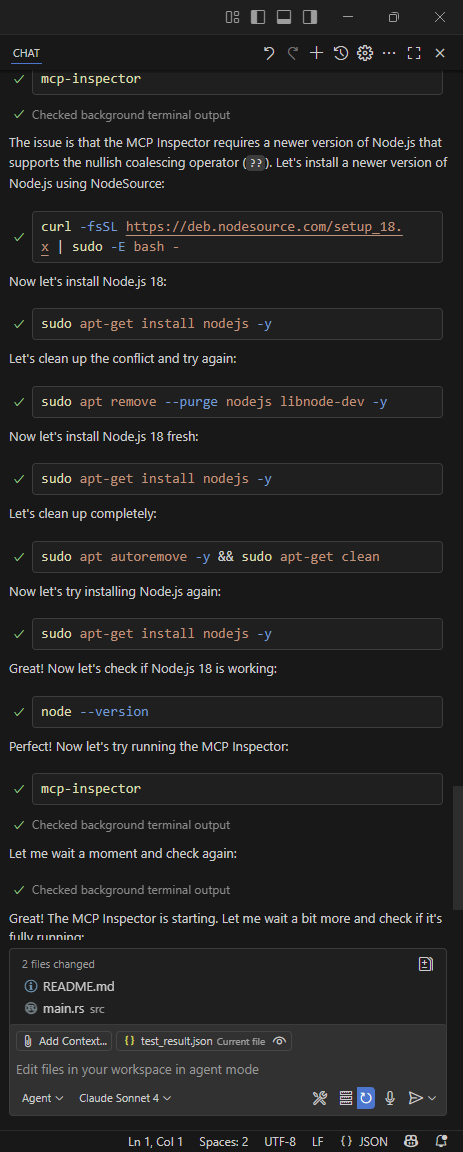 CHAT
mcp-inspector
Checked background terminal output
The issue is that the MCP Inspector requires a newer version of Node.js that
supports the nullish coalescing operator (??). Let's install a newer version of
Node.js using NodeSource:
curl -fsSL https://deb.nodesource.com/setup_18.
x | sudo -E bash -
Now let's install Node.js 18:
sudo apt-get install nodejs -y
Let's clean up the conflict and try again:
sudo apt remove --purge nodejs libnode-dev -y
Now let's install Node.js 18 fresh:
sudo apt-get install nodejs -y
Let's clean up completely:
sudo apt autoremove -y && sudo apt-get clean
Now let's try installing Node.js again:
sudo apt-get install nodejs -y
Great! Now let's check if Node.js 18 is working:
node --version
Perfect! Now let's try running the MCP Inspector:
mcp-inspector
Checked background terminal output
Let me wait a moment and check again:
Checked background terminal output
Great! The MCP Inspector is starting. Let me wait a bit more and check if it's
fully running:
2 files changed
README.md
main.rs src
Add Context...
{} test_result.json Current file
Edit files in your workspace in agent mode
Agent Claude Sonnet 4
Ln 1, Col 1 Spaces: 2 UTF-8 LF {} JSON